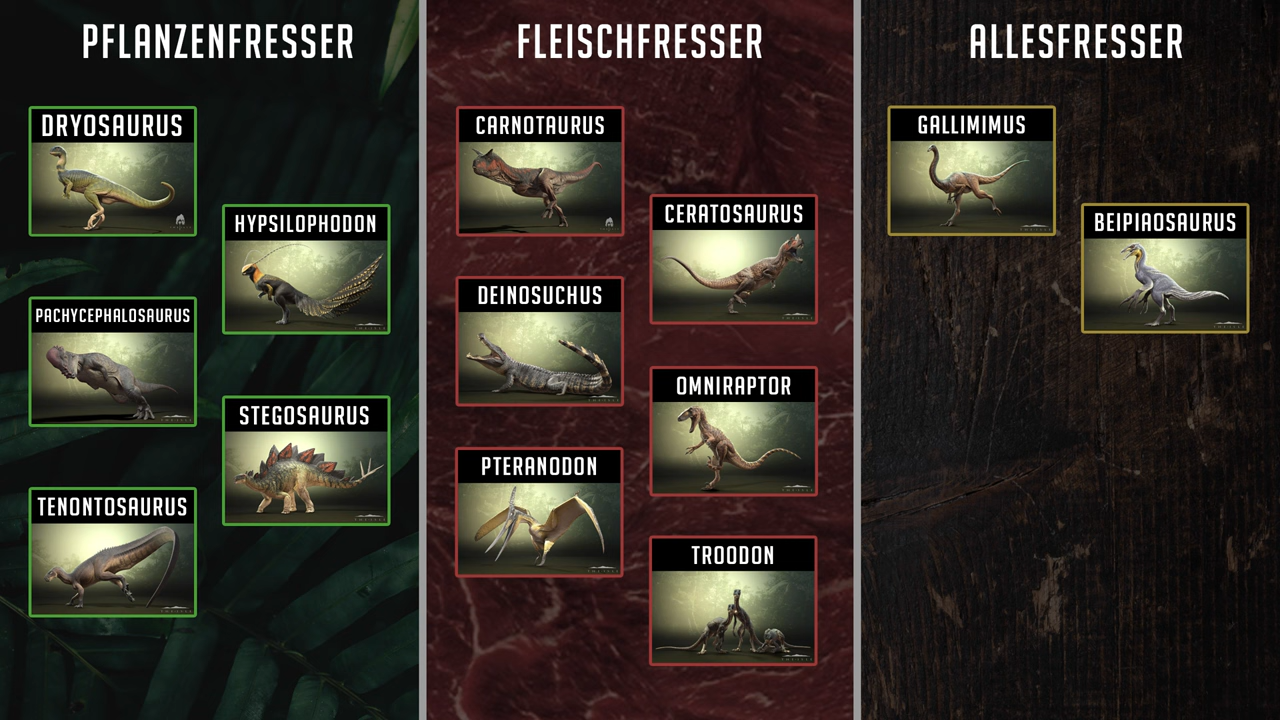 PFLANZENFRESSER
DRYOSAURUS
HYPSILOPHODON
PACHYCEPHALOSAURUS
STEGOSAURUS
TENONTOSAURUS
FLEISCHFRESSER
CARNOTAURUS
CERATOSAURUS
DEINOSUCHUS
OMNIRAPTOR
PTERANODON
TROODON
ALLESFRESSER
GALLIMIMUS
BEIPIAOSAURUS